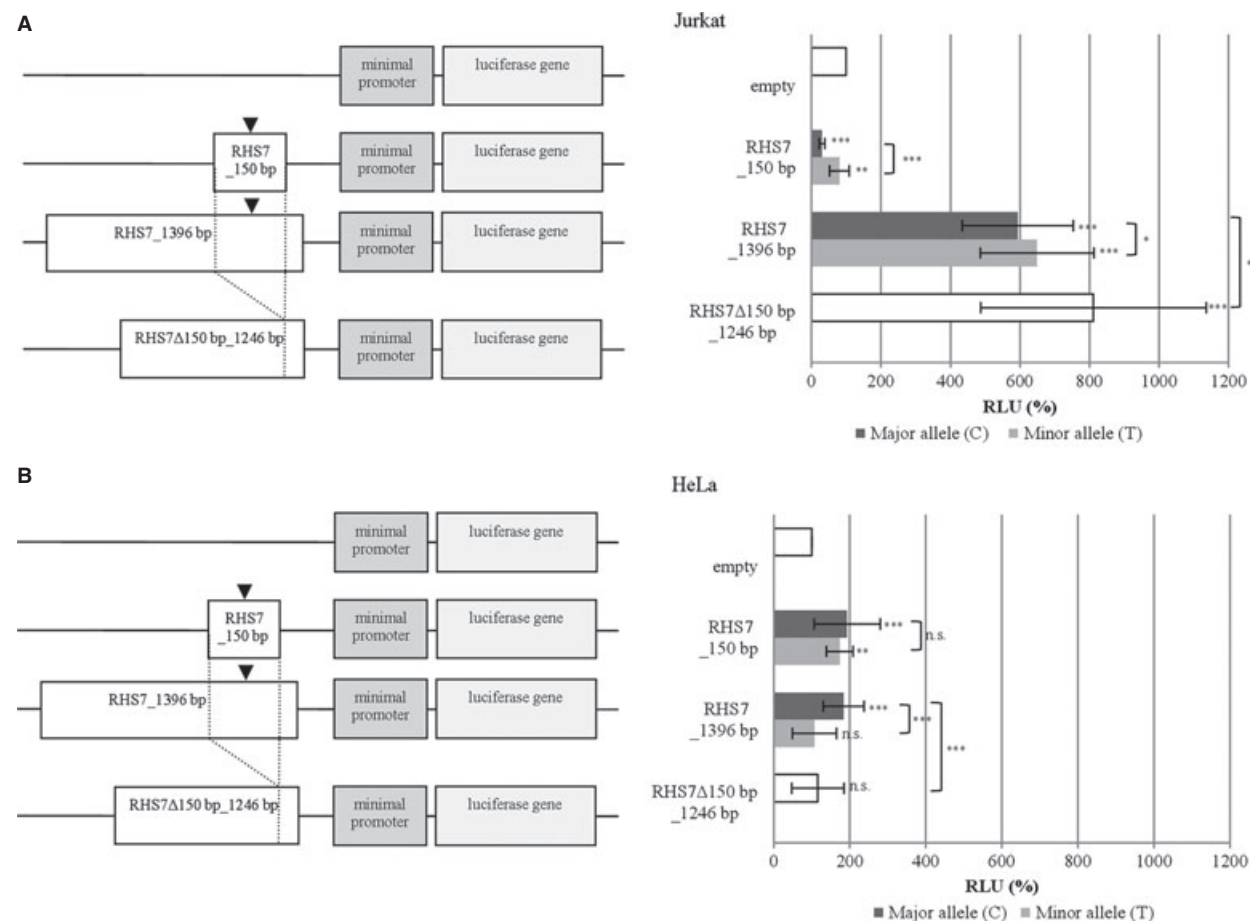 A
minimal
promoter
luciferase gene
RHS7
_150 bp
minimal
promoter
luciferase gene
RHS7_1396 bp
minimal
promoter
luciferase gene
RHS7Δ150 bp_1246 bp
minimal
promoter
luciferase gene
Jurkat
empty
RHS7
_150 bp
***
**
***
RHS7
_1396 bp
***
***
*
RHS7Δ150 bp
_1246 bp
***
*
0 200 400 600 800 1000 1200
RLU (%)
Major allele (C) Minor allele (T)
B
minimal
promoter
luciferase gene
RHS7
_150 bp
minimal
promoter
luciferase gene
RHS7_1396 bp
minimal
promoter
luciferase gene
RHS7Δ150 bp_1246 bp
minimal
promoter
luciferase gene
HeLa
empty
RHS7
_150 bp
***
**
n.s.
RHS7
_1396 bp
***
n.s.
***
***
RHS7Δ150 bp
_1246 bp
n.s.
0 200 400 600 800 1000 1200
RLU (%)
Major allele (C) Minor allele (T)